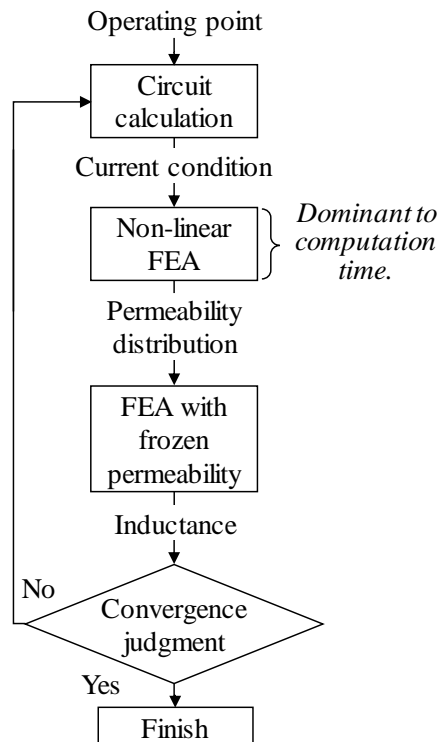 Operating point
Circuit
calculation
Current condition
Non-linear
FEA
Dominant to
computation
time.
Permeability
distribution
FEA with
frozen
permeability
Inductance
No
Convergence
judgment
Yes
Finish